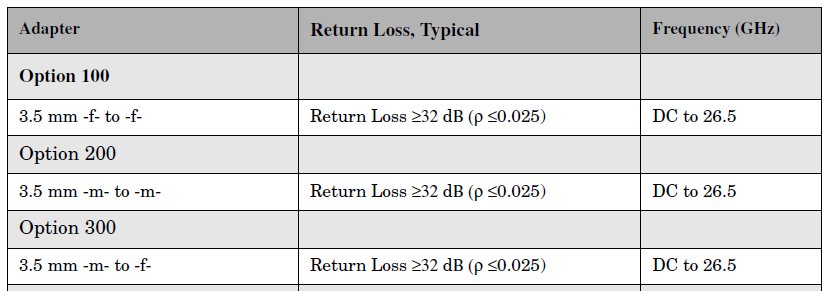 Adapter Return Loss, Typical Frequency (GHz)
Option 100
3.5 mm -f- to -f- Return Loss ≥32 dB (ρ ≤0.025) DC to 26.5
Option 200
3.5 mm -m- to -m- Return Loss ≥32 dB (ρ ≤0.025) DC to 26.5
Option 300
3.5 mm -m- to -f- Return Loss ≥32 dB (ρ ≤0.025) DC to 26.5